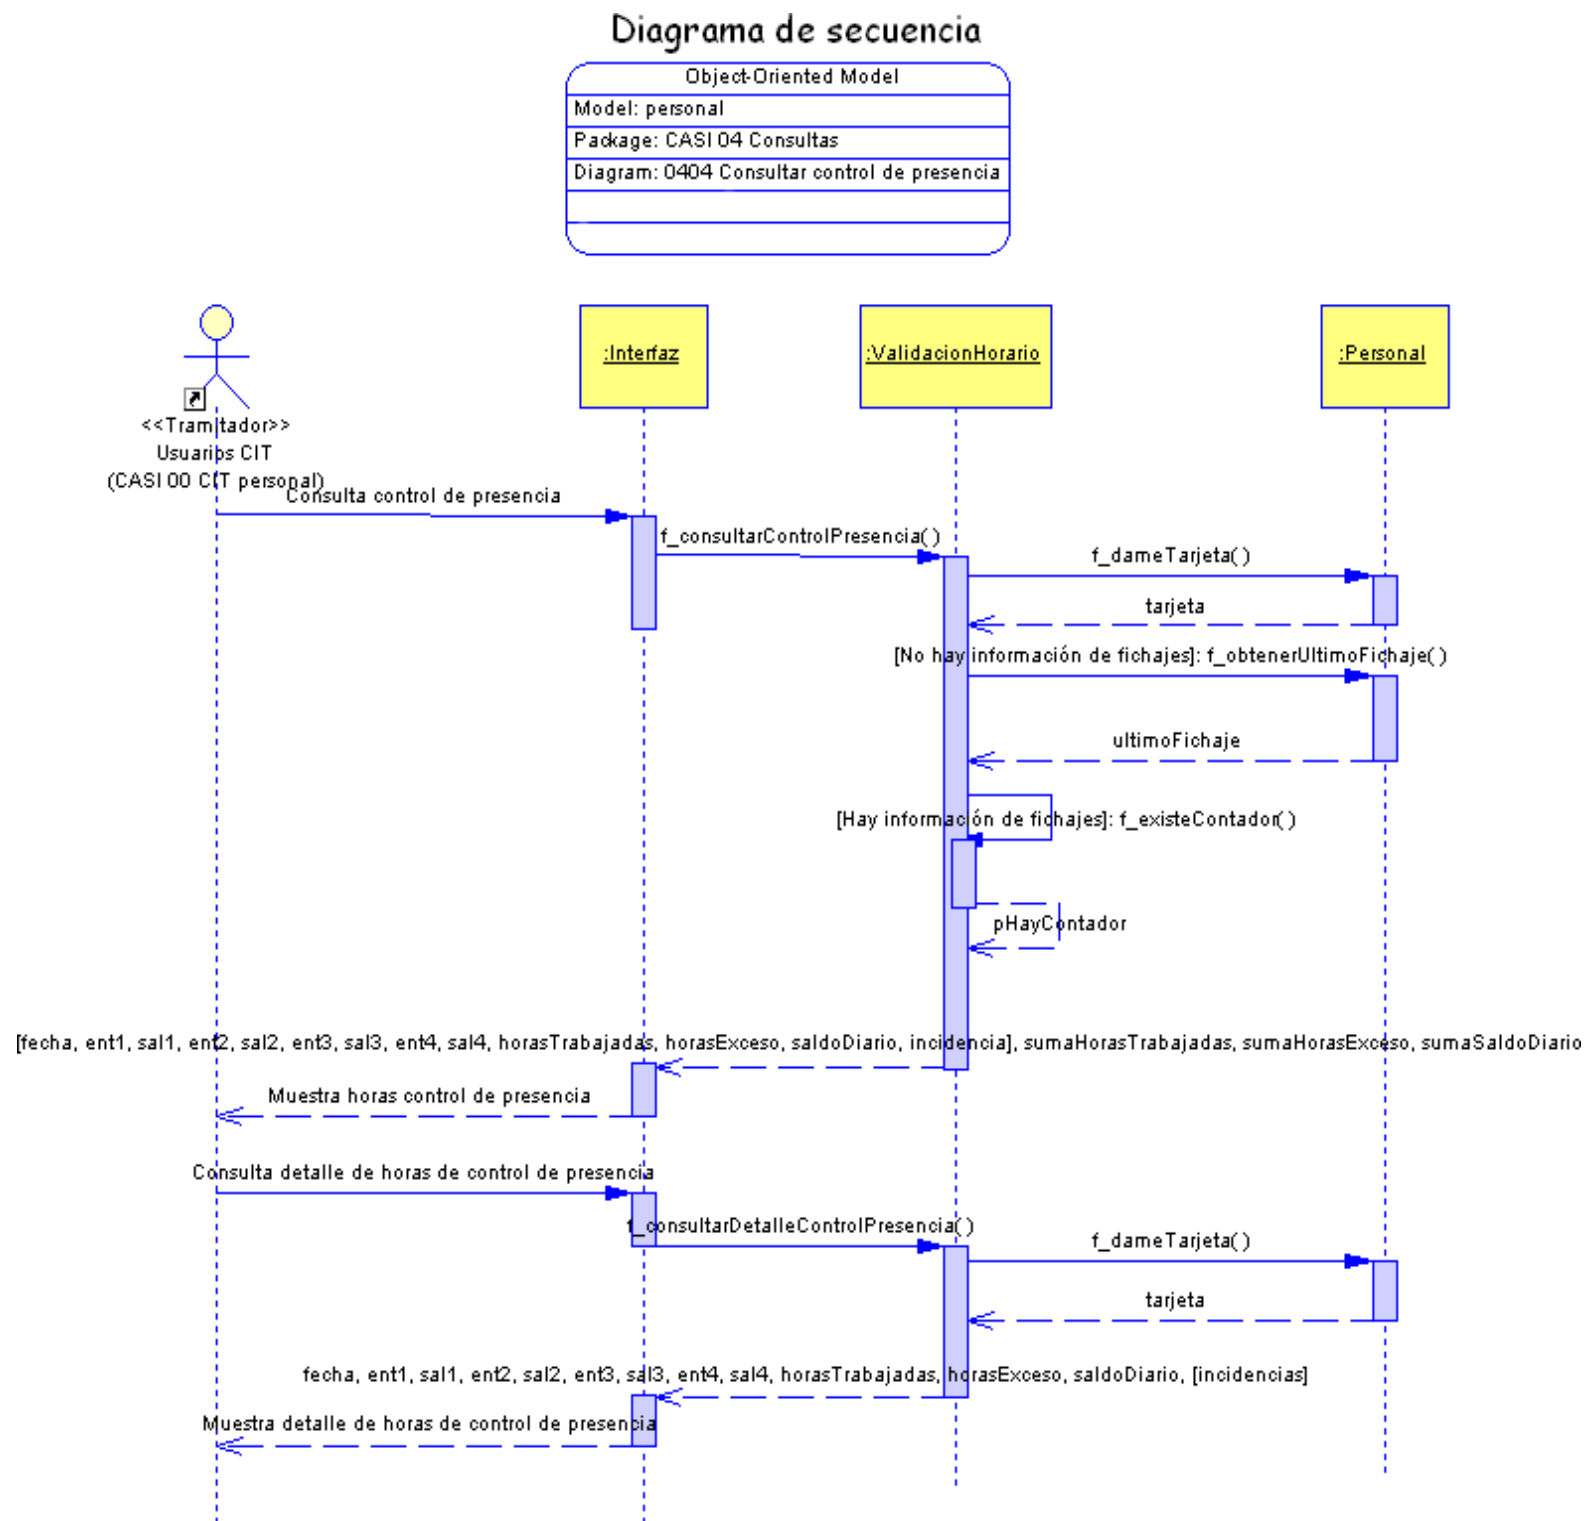 Diagrama de secuencia
Object-Oriented Model
Model: personal
Package: CASI 04 Consultas
Diagram: 0404 Consultar control de presencia
:Interfaz
:ValidacionHorario
:Personal
<<Tramitador>>
Usuarios CIT
(CASI 00 CIT personal)
Consulta control de presencia
f_consultarControlPresencia( )
f_dameTarjeta( )
tarjeta
[No hay información de fichajes]: f_obtenerUltimoFichaje( )
ultimoFichaje
[Hay información de fichajes]: f_existeContador( )
pHayContador
[fecha, ent1, sal1, ent2, sal2, ent3, sal3, ent4, sal4, horasTrabajadas, horasExceso, saldoDiario, incidencia], sumaHorasTrabajadas, sumaHorasExceso, sumaSaldoDiario
Muestra horas control de presencia
Consulta detalle de horas de control de presencia
f_consultarDetalleControlPresencia( )
f_dameTarjeta( )
tarjeta
fecha, ent1, sal1, ent2, sal2, ent3, sal3, ent4, sal4, horasTrabajadas, horasExceso, saldoDiario, [incidencias]
Muestra detalle de horas de control de presencia